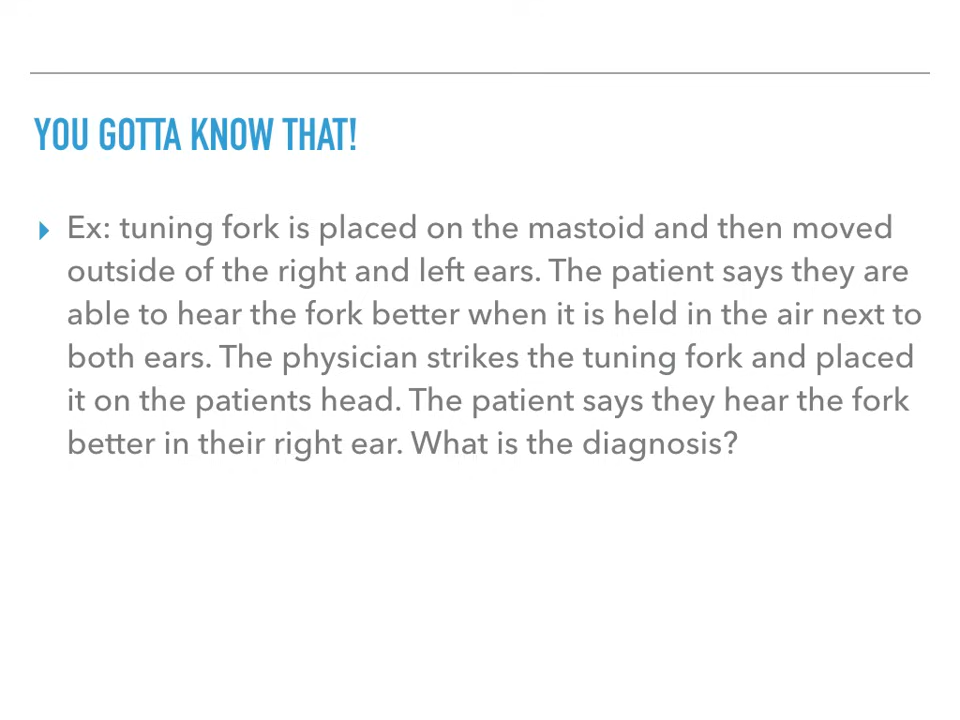 YOU GOTTA KNOW THAT!
Ex: tuning fork is placed on the mastoid and then moved
outside of the right and left ears. The patient says they are
able to hear the fork better when it is held in the air next to
both ears. The physician strikes the tuning fork and placed
it on the patients head. The patient says they hear the fork
better in their right ear. What is the diagnosis?